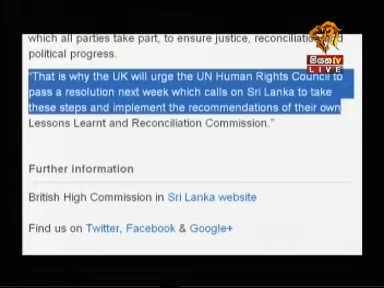 which all parties take part, to ensure justice, reconciliation and
political progress.
සියත tv
LIVE
"That is why the UK will urge the UN Human Rights Council to
pass a resolution next week which calls on Sri Lanka to take
these steps and implement the recommendations of their own
Lessons Learnt and Reconciliation Commission."
Further information
British High Commission in Sri Lanka website
Find us on Twitter, Facebook & Google+